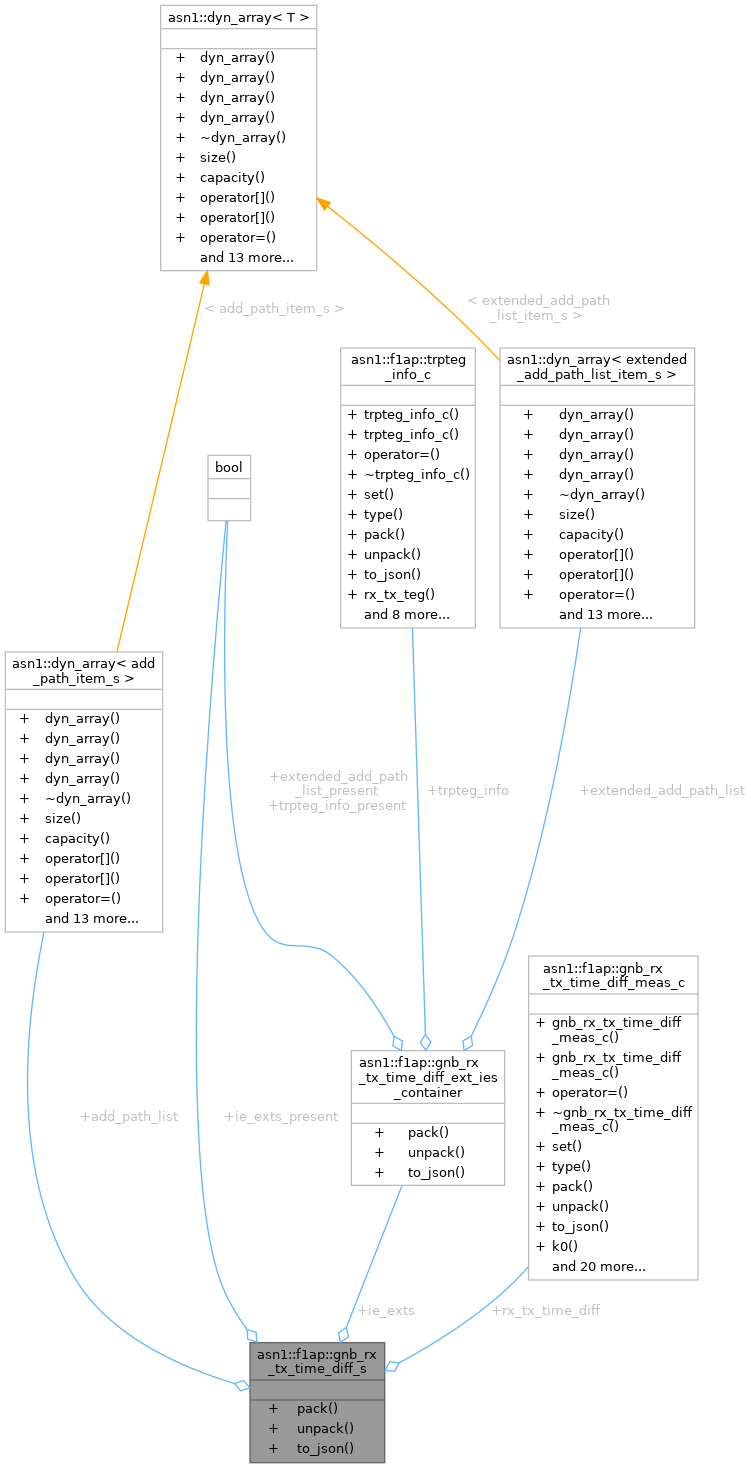 asn1::dyn_array< T >
+ dyn_array()
+ dyn_array()
+ dyn_array()
+ dyn_array()
+ ~dyn_array()
+ size()
+ capacity()
+ operator[]()
+ operator[]()
+ operator=()
and 13 more...
< add_path_item_s >
< extended_add_path
_list_item_s >
asn1::f1ap::trpteg
_info_c
+ trpteg_info_c()
+ trpteg_info_c()
+ operator=()
+ ~trpteg_info_c()
+ set()
+ type()
+ pack()
+ unpack()
+ to_json()
+ rx_tx_teg()
and 8 more...
asn1::dyn_array< extended
_add_path_list_item_s >
+ dyn_array()
+ dyn_array()
+ dyn_array()
+ dyn_array()
+ ~dyn_array()
+ size()
+ capacity()
+ operator[]()
+ operator[]()
+ operator=()
and 13 more...
bool
asn1::dyn_array< add
_path_item_s >
+ dyn_array()
+ dyn_array()
+ dyn_array()
+ dyn_array()
+ ~dyn_array()
+ size()
+ capacity()
+ operator[]()
+ operator[]()
+ operator=()
and 13 more...
+extended_add_path
_list_present
+trpteg_info_present
+trpteg_info
+extended_add_path_list
asn1::f1ap::gnb_rx
_tx_time_diff_meas_c
+ gnb_rx_tx_time_diff
_meas_c()
+ gnb_rx_tx_time_diff
_meas_c()
+ operator=()
+ ~gnb_rx_tx_time_diff
_meas_c()
+ set()
+ type()
+ pack()
+ unpack()
+ to_json()
+ k0()
and 20 more...
asn1::f1ap::gnb_rx
_tx_time_diff_ext_ies
_container
+ pack()
+ unpack()
+ to_json()
+add_path_list
+ie_exts_present
+ie_exts
+rx_tx_time_diff
asn1::f1ap::gnb_rx
_tx_time_diff_s
+ pack()
+ unpack()
+ to_json()